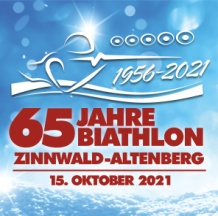 1956-2021
65 JAHRE
BIATHLON
ZINNWALD-ALTENBERG
15. OKTOBER 2021